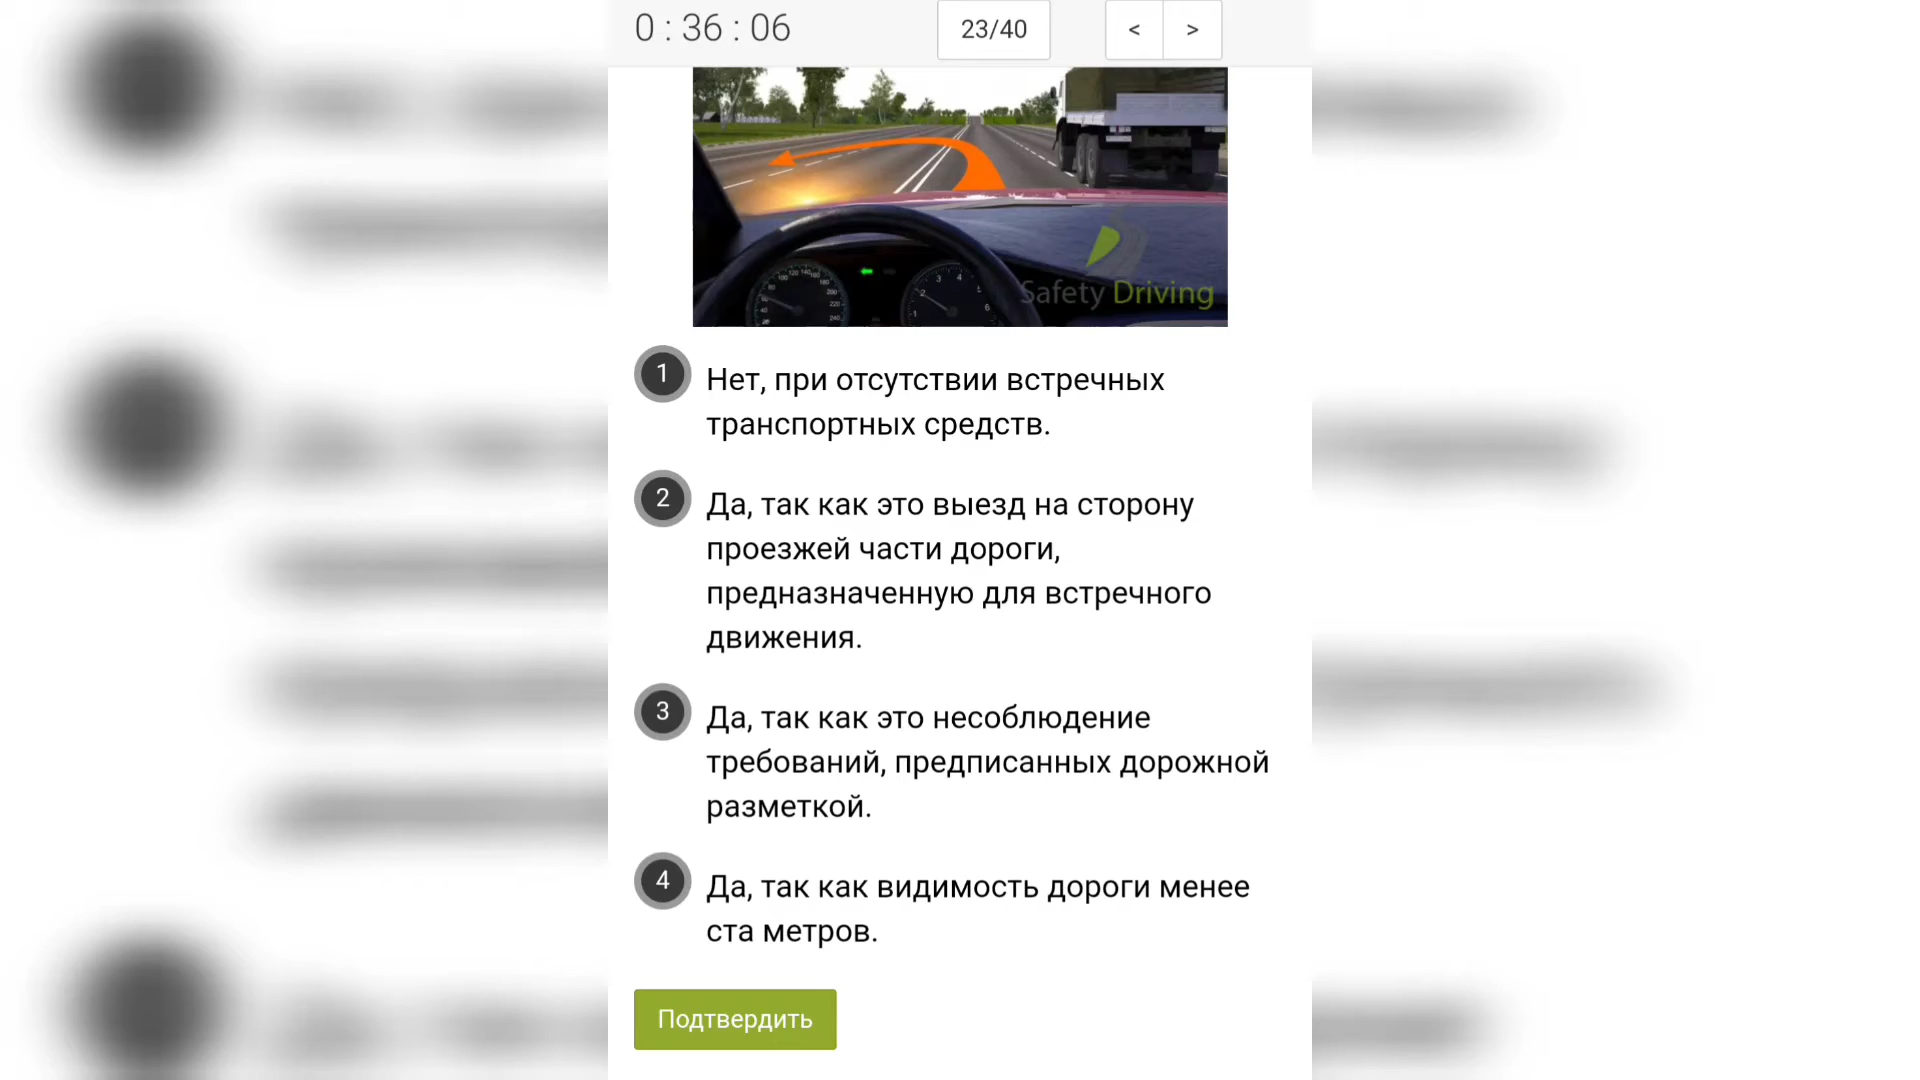 0 : 36 : 06
23/40
< >
Safety Driving
1 Нет, при отсутствии встречных
транспортных средств.
2 Да, так как это выезд на сторону
проезжей части дороги,
предназначенную для встречного
движения.
3 Да, так как это несоблюдение
требований, предписанных дорожной
разметкой.
4 Да, так как видимость дороги менее
ста метров.
Подтвердить